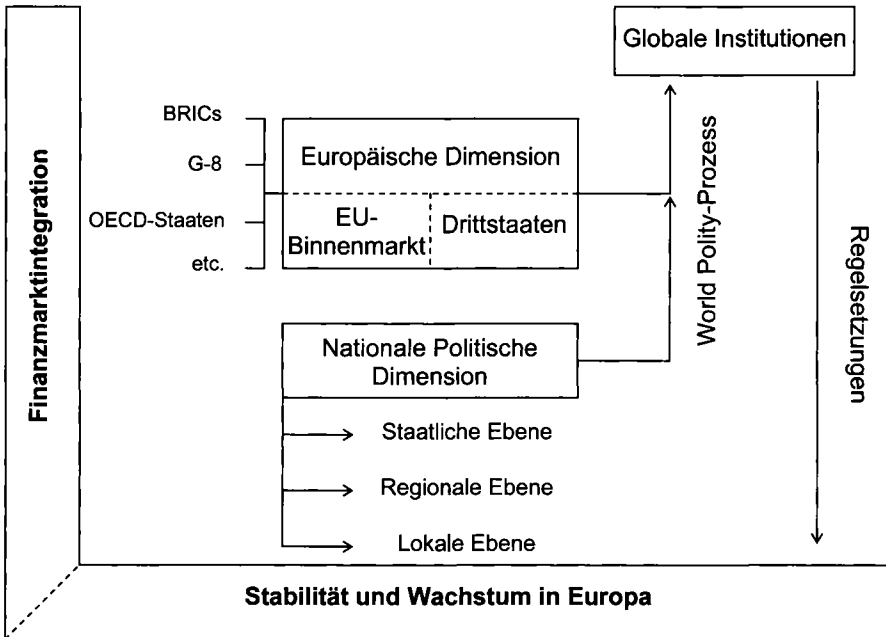 Globale Institutionen
BRICs
G-8
OECD-Staaten
etc.
Europäische Dimension
EU-
Binnenmarkt
Drittstaaten
Nationale Politische
Dimension
Staatliche Ebene
Regionale Ebene
Lokale Ebene
World Polity-Prozess
Regelsetzungen
Finanzmarktintegration
Stabilität und Wachstum in Europa